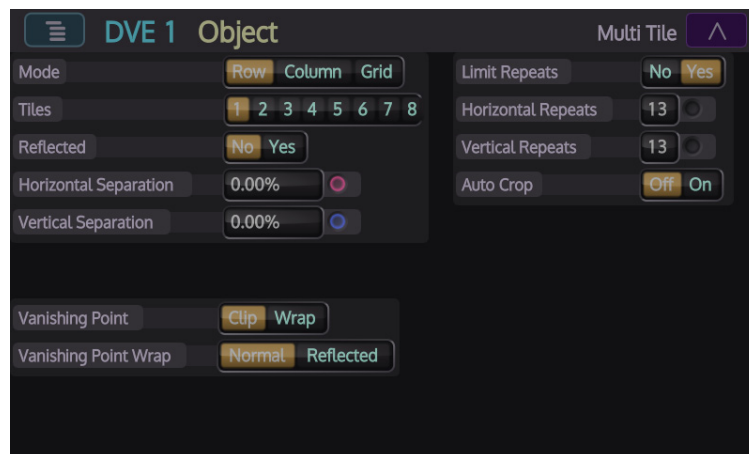 DVE 1 Object Multi Tile
Mode Row Column Grid
Tiles 1 2 3 4 5 6 7 8
Reflected No Yes
Horizontal Separation 0.00%
Vertical Separation 0.00%
Limit Repeats No Yes
Horizontal Repeats 13
Vertical Repeats 13
Auto Crop Off On
Vanishing Point Clip Wrap
Vanishing Point Wrap Normal Reflected